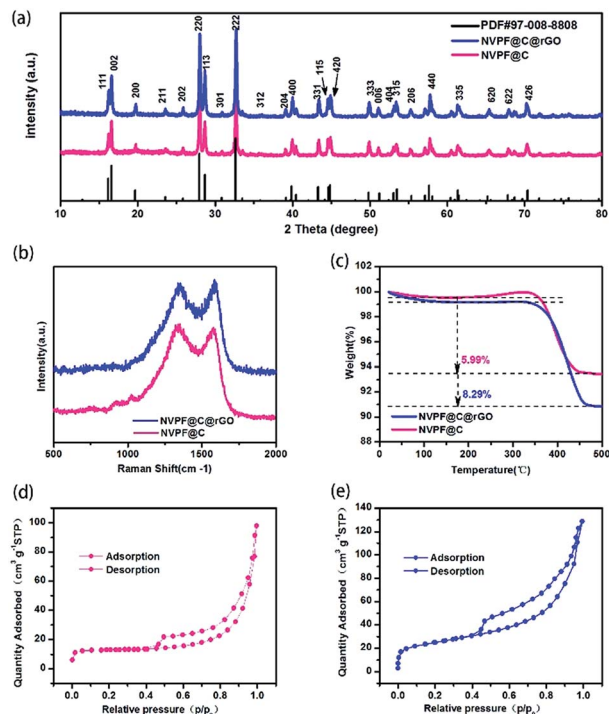 (a)
PDF#97-008-8808
NVPF@C@rGO
NVPF@C
intensity (a.u.)
111
002
200
211
202
220
113
301
222
312
204
400
331
115
420
333
006
404
315
206
440
335
620
622
426
10 20 30 40 50 60 70 80
2 Theta (degree)
(b)
Intensity(a.u.)
NVPF@C@rGO
NVPF@C
500 1000 1500 2000
Raman Shift(cm -1)
(c)
Weight(%)
102
100
98
96
94
92
90
88
5.99%
8.29%
NVPF@C@rGO
NVPF@C
0 100 200 300 400 500
Temperature(℃)
(d)
Quantity Adsorbed (cm³ g⁻¹STP)
100
80
60
40
20
0
Adsorption
Desorption
0.0 0.2 0.4 0.6 0.8 1.0
Relative pressure (p/p₀)
(e)
Quantity Adsorbed (cm³ g⁻¹STP)
140
120
100
80
60
40
20
0
Adsorption
Desorption
0.0 0.2 0.4 0.6 0.8 1.0
Relative pressure (p/p₀)